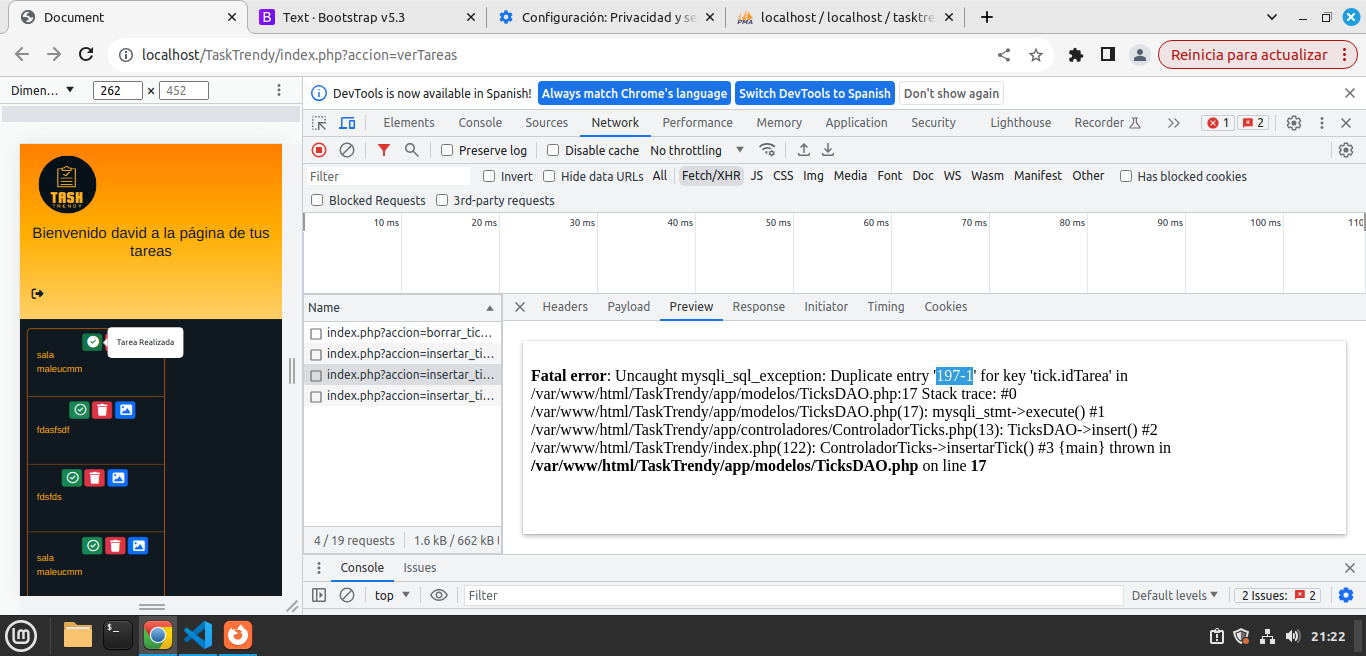 Document
Text · Bootstrap v5.3
Configuración: Privacidad y se
localhost / localhost / tasktre
localhost/TaskTrendy/index.php?accion=verTareas
Reinicia para actualizar
Dimen...
262
×
452
DevTools is now available in Spanish!
Always match Chrome's language
Switch DevTools to Spanish
Don't show again
Elements
Console
Sources
Network
Performance
Memory
Application
Security
Lighthouse
Recorder
1
2
Preserve log
Disable cache
No throttling
Filter
Invert
Hide data URLs
All
Fetch/XHR
JS
CSS
Img
Media
Font
Doc
WS
Wasm
Manifest
Other
Has blocked cookies
Blocked Requests
3rd-party requests
10 ms
20 ms
30 ms
40 ms
50 ms
60 ms
70 ms
80 ms
90 ms
100 ms
110
TASH
TRENDY
Bienvenido david a la página de tus
tareas
Tarea Realizada
sala
maleucmm
fdasfsdf
fdsfds
sala
maleucmm
Name
index.php?accion=borrar_tic...
index.php?accion=insertar_ti...
index.php?accion=insertar_ti...
index.php?accion=insertar_ti...
4 / 19 requests
1.6 kB / 662 kB
Headers
Payload
Preview
Response
Initiator
Timing
Cookies
Fatal error: Uncaught mysqli_sql_exception: Duplicate entry '197-1' for key 'tick.idTarea' in
/var/www/html/TaskTrendy/app/modelos/TicksDAO.php:17 Stack trace: #0
/var/www/html/TaskTrendy/app/modelos/TicksDAO.php(17): mysqli_stmt->execute() #1
/var/www/html/TaskTrendy/app/controladores/ControladorTicks.php(13): TicksDAO->insert() #2
/var/www/html/TaskTrendy/index.php(122): ControladorTicks->insertarTick() #3 {main} thrown in
/var/www/html/TaskTrendy/app/modelos/TicksDAO.php on line 17
Console
Issues
top
Filter
Default levels
2 Issues:
2
21:22